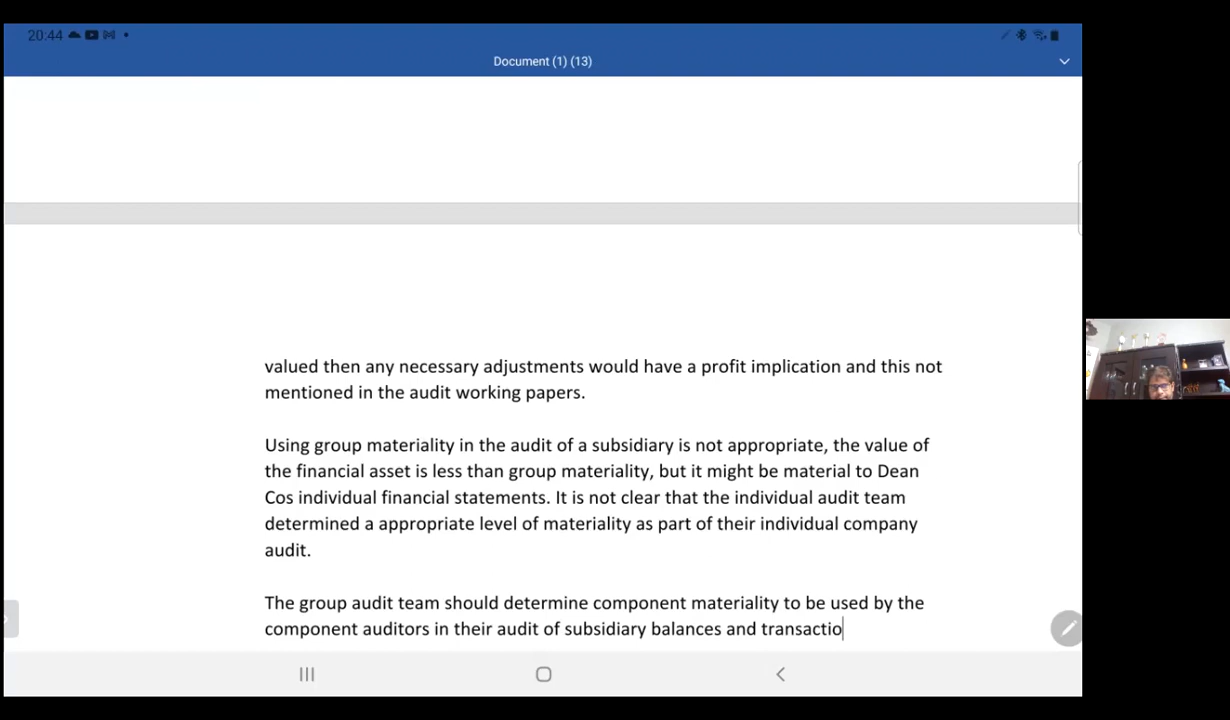 20:44
Document (1) (13)
valued then any necessary adjustments would have a profit implication and this not
mentioned in the audit working papers.
Using group materiality in the audit of a subsidiary is not appropriate, the value of
the financial asset is less than group materiality, but it might be material to Dean
Cos individual financial statements. It is not clear that the individual audit team
determined a appropriate level of materiality as part of their individual company
audit.
The group audit team should determine component materiality to be used by the
component auditors in their audit of subsidiary balances and transactio